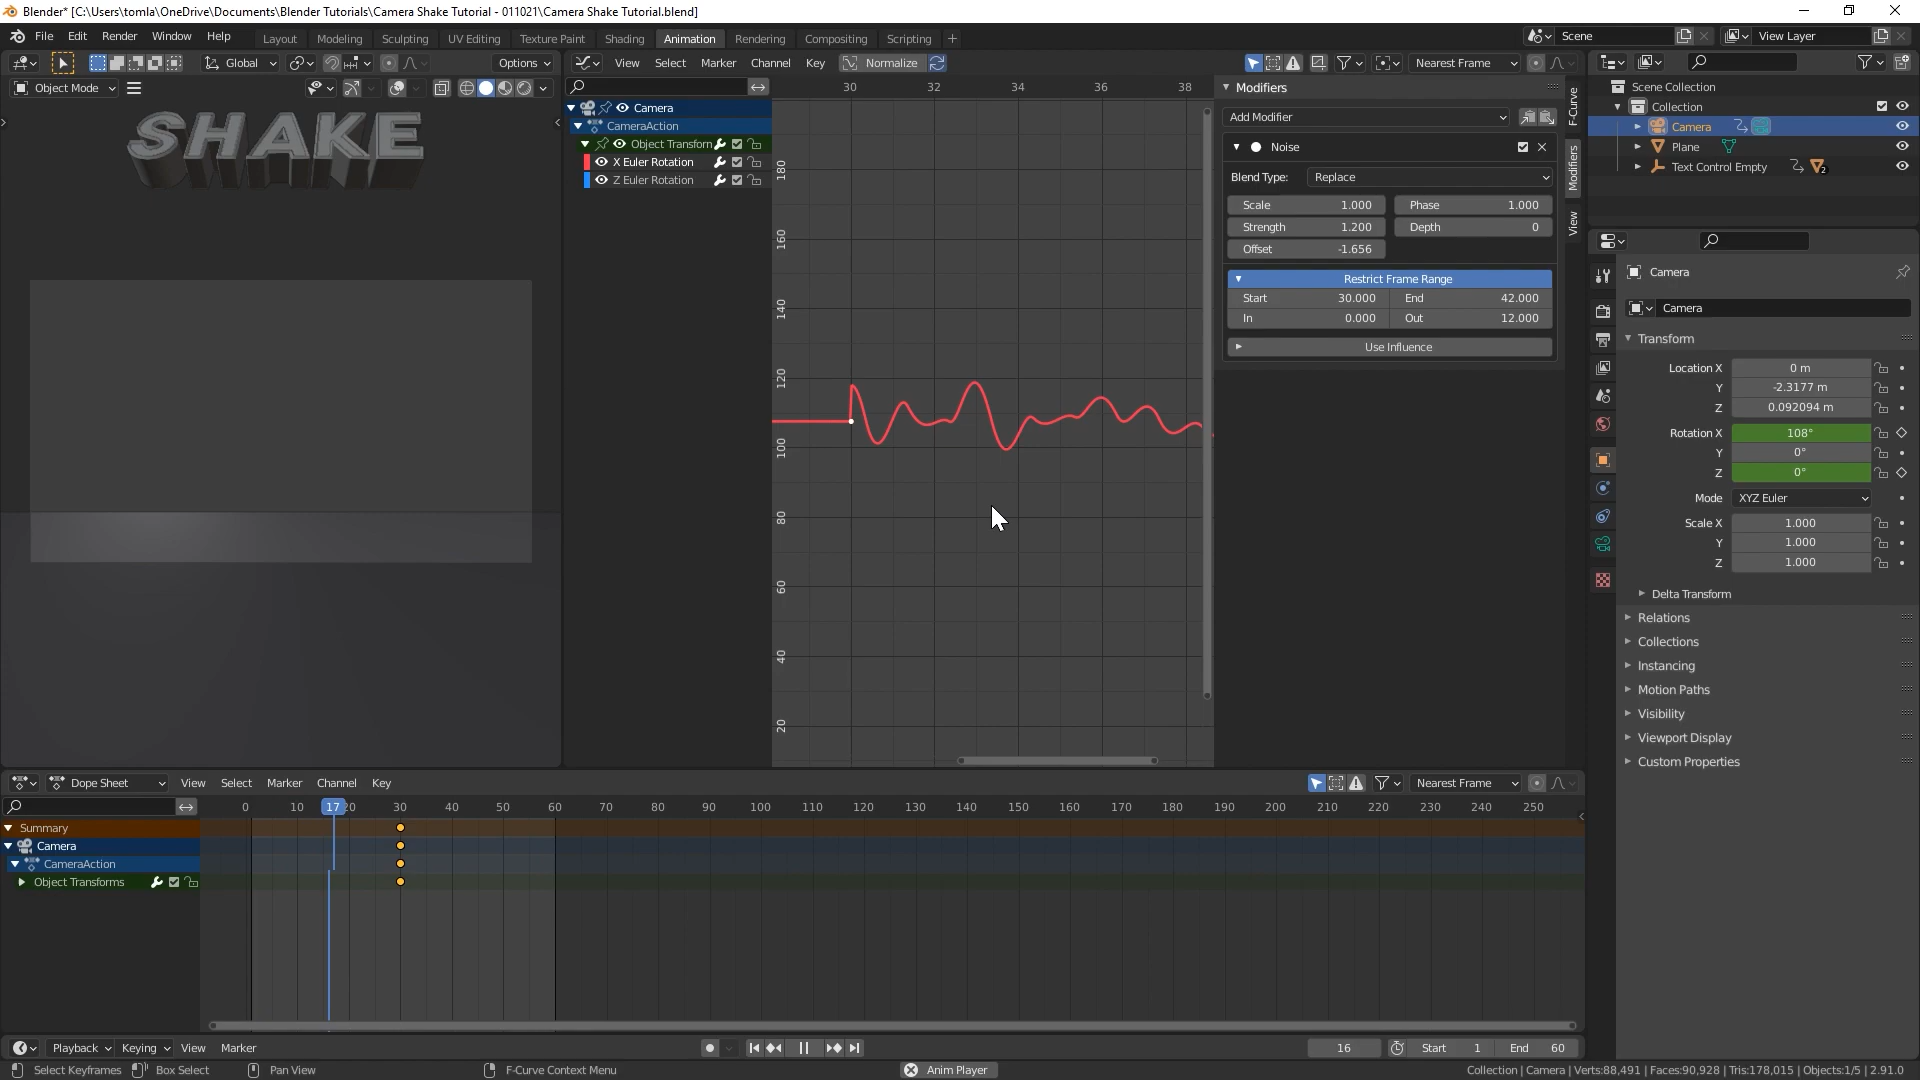 Blender* [C:\Users\tomla\OneDrive\Documents\Blender Tutorials\Camera Shake Tutorial - 011021\Camera Shake Tutorial.blend]
File Edit Render Window Help Layout Modeling Sculpting UV Editing Texture Paint Shading Animation Rendering Compositing Scripting + Scene View Layer
Global Options View Select Marker Channel Key Normalize Nearest Frame
Object Mode
SHAKE
30 32 34 36 38
180
160
140
120
100
80
60
40
20
Camera
CameraAction
Object Transform
X Euler Rotation
Z Euler Rotation
Modifiers
Add Modifier
Noise
Blend Type: Replace
Scale 1.000 Phase 1.000
Strength 1.200 Depth 0
Offset -1.656
Restrict Frame Range
Start 30.000 End 42.000
In 0.000 Out 12.000
Use Influence
F-Curve
Modifiers
View
Scene Collection
Collection
Camera
Plane
Text Control Empty 2
Camera
Camera
Transform
Location X 0 m
Y -2.3177 m
Z 0.092094 m
Rotation X 108°
Y 0°
Z 0°
Mode XYZ Euler
Scale X 1.000
Y 1.000
Z 1.000
Delta Transform
Relations
Collections
Instancing
Motion Paths
Visibility
Viewport Display
Custom Properties
Dope Sheet View Select Marker Channel Key Nearest Frame
0 10 17 20 30 40 50 60 70 80 90 100 110 120 130 140 150 160 170 180 190 200 210 220 230 240 250
Summary
Camera
CameraAction
Object Transforms
Playback Keying View Marker 16 Start 1 End 60
Select Keyframes Box Select Pan View F-Curve Context Menu Anim Player Collection | Camera | Verts:88,491 | Faces:90,928 | Tris:178,015 | Objects:1/5 | 2.91.0